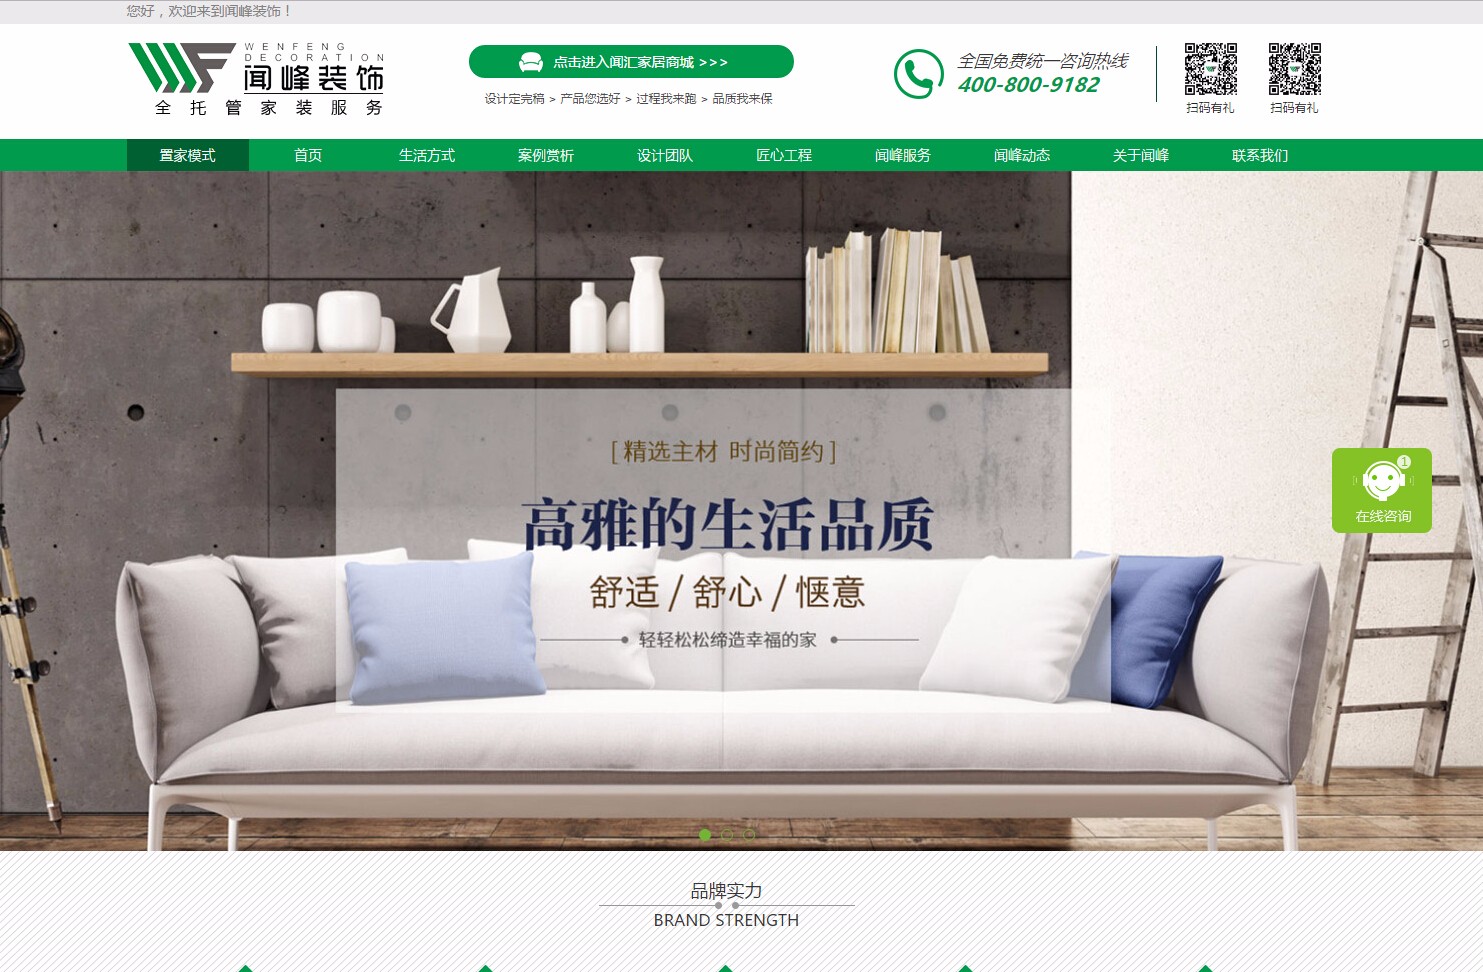 您好，欢迎来到闻峰装饰！
WENFENG
DECORATION
闻峰装饰
全托管家装服务
点击进入闻汇家居商城 >>>
设计定完稿 > 产品您选好 > 过程我来跑 > 品质我来保
全国免费统一咨询热线
400-800-9182
扫码有礼 扫码有礼
置家模式 首页 生活方式 案例赏析 设计团队 匠心工程 闻峰服务 闻峰动态 关于闻峰 联系我们
[ 精选主材 时尚简约 ]
高雅的生活品质
舒适 / 舒心 / 惬意
轻轻松松缔造幸福的家
1
在线咨询
品牌实力
BRAND STRENGTH